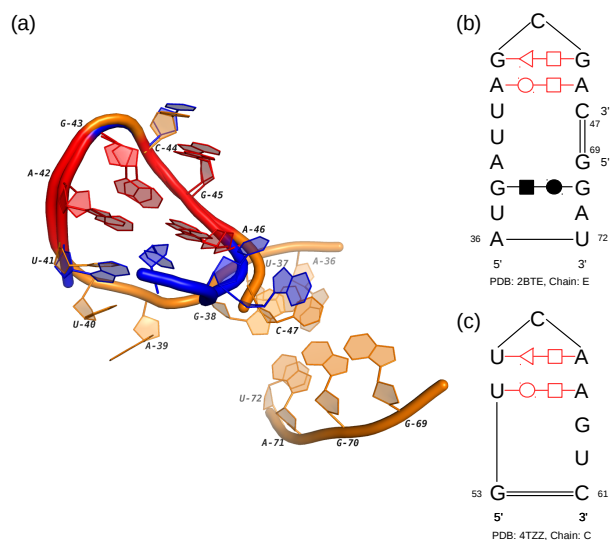 (a)
G-43
C-44
A-42
G-45
A-46
U-41
U-37
A-36
G-38
U-40
C-47
A-39
U-72
G-69
A-71
G-70
(b)
C
G G
A A
U C 3'
47
U
69
A G 5'
G G
U A
36 A U 72
5' 3'
PDB: 2BTE, Chain: E
(c)
C
U A
U A
G
U
53 G C 61
5' 3'
PDB: 4TZZ, Chain: C